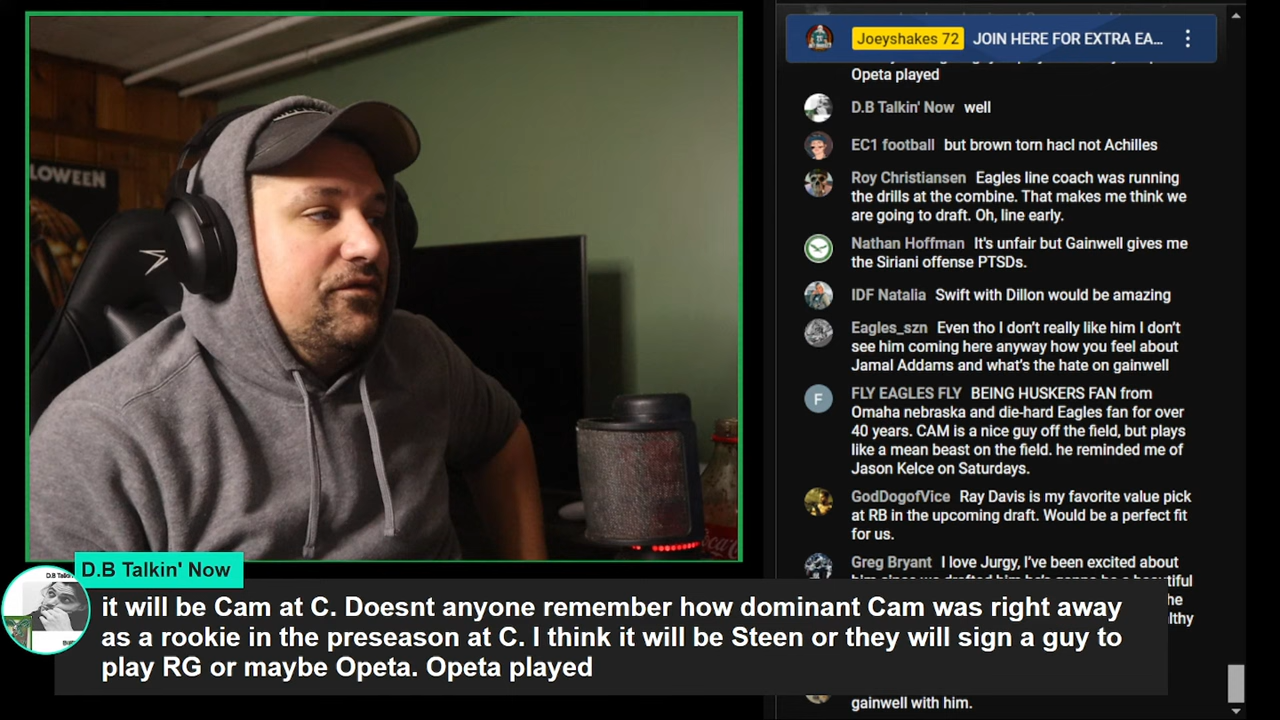 LOWEEN
Joeyshakes 72 JOIN HERE FOR EXTRA EA...
Opeta played
D.B Talkin' Now well
EC1 football but brown torn hacl not Achilles
Roy Christiansen Eagles line coach was running
the drills at the combine. That makes me think we
are going to draft. Oh, line early.
Nathan Hoffman It's unfair but Gainwell gives me
the Siriani offense PTSDs.
IDF Natalia Swift with Dillon would be amazing
Eagles_szn Even tho I don't really like him I don't
see him coming here anyway how you feel about
Jamal Addams and what's the hate on gainwell
F
FLY EAGLES FLY BEING HUSKERS FAN from
Omaha nebraska and die-hard Eagles fan for over
40 years. CAM is a nice guy off the field, but plays
like a mean beast on the field. he reminded me of
Jason Kelce on Saturdays.
GodDogofVice Ray Davis is my favorite value pick
at RB in the upcoming draft. Would be a perfect fit
for us.
Greg Bryant I love Jurgy, I've been excited about
gainwell with him.
D.B Talkin' Now
it will be Cam at C. Doesnt anyone remember how dominant Cam was right away
as a rookie in the preseason at C. I think it will be Steen or they will sign a guy to
play RG or maybe Opeta. Opeta played